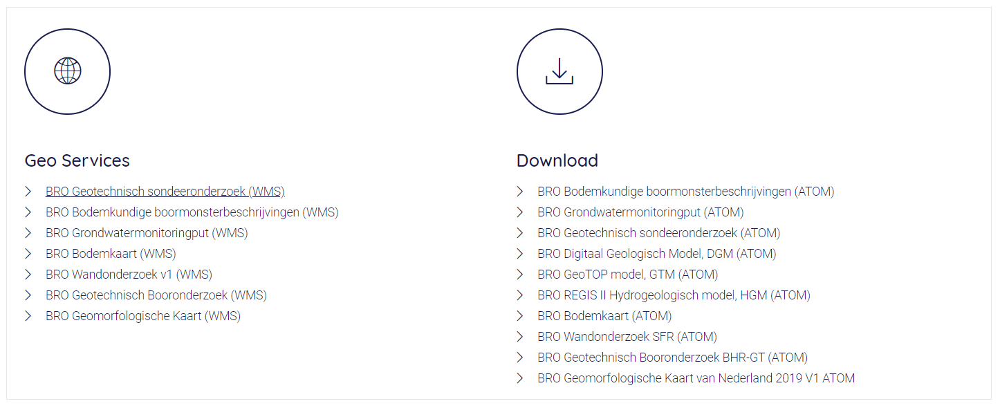 Geo Services
BRO Geotechnisch sondeeronderzoek (WMS)
BRO Bodemkundige boormonsterbeschrijvingen (WMS)
BRO Grondwatermonitoringput (WMS)
BRO Bodemkaart (WMS)
BRO Wandonderzoek v1 (WMS)
BRO Geotechnisch Booronderzoek (WMS)
BRO Geomorfologische Kaart (WMS)
Download
BRO Bodemkundige boormonsterbeschrijvingen (ATOM)
BRO Grondwatermonitoringput (ATOM)
BRO Geotechnisch sondeeronderzoek (ATOM)
BRO Digitaal Geologisch Model, DGM (ATOM)
BRO GeoTOP model, GTM (ATOM)
BRO REGIS II Hydrogeologisch model, HGM (ATOM)
BRO Bodemkaart (ATOM)
BRO Wandonderzoek SFR (ATOM)
BRO Geotechnisch Booronderzoek BHR-GT (ATOM)
BRO Geomorfologische Kaart van Nederland 2019 V1 ATOM